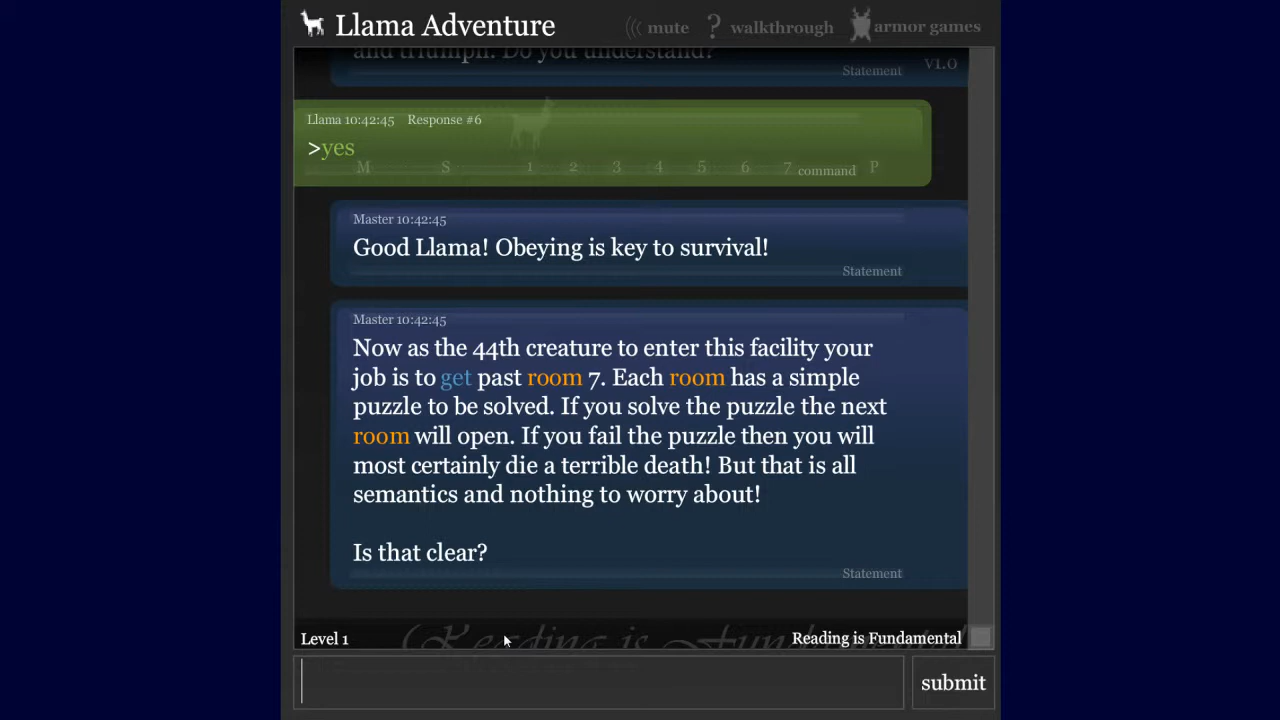 Llama Adventure
mute
? walkthrough
armor games
and triumph. Do you understand?
Statement
V1.0
Llama 10:42:45 Response #6
>yes
M S 1 2 3 4 5 6 7 P
command
Master 10:42:45
Good Llama! Obeying is key to survival!
Statement
Master 10:42:45
Now as the 44th creature to enter this facility your
job is to get past room 7. Each room has a simple
puzzle to be solved. If you solve the puzzle the next
room will open. If you fail the puzzle then you will
most certainly die a terrible death! But that is all
semantics and nothing to worry about!
Is that clear?
Statement
(Reading is Fundamental
Level 1
Reading is Fundamental
submit